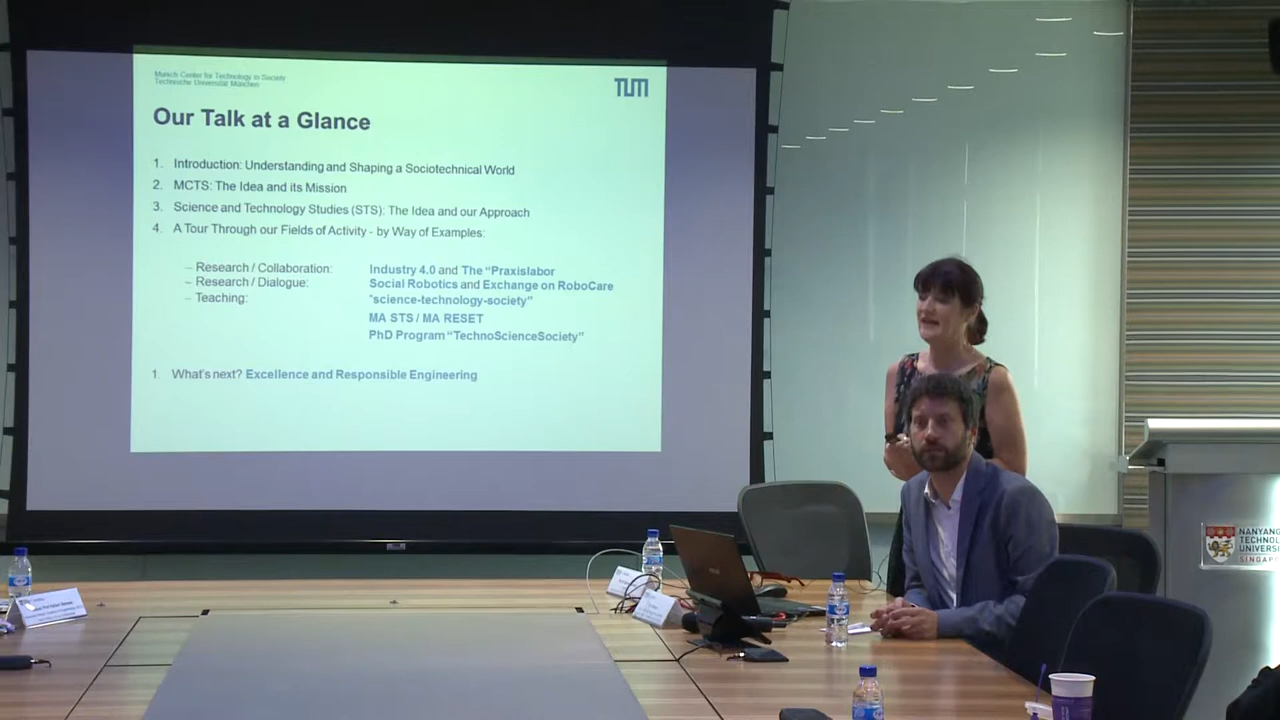 Munich Center for Technology in Society
Technische Universität München
TUM
Our Talk at a Glance
1. Introduction: Understanding and Shaping a Sociotechnical World
2. MCTS: The Idea and its Mission
3. Science and Technology Studies (STS): The Idea and our Approach
4. A Tour Through our Fields of Activity - by Way of Examples:
– Research / Collaboration: Industry 4.0 and The “Praxislabor
– Research / Dialogue: Social Robotics and Exchange on RoboCare
– Teaching: “science-technology-society”
MA STS / MA RESET
PhD Program “TechnoScienceSociety”
1. What's next? Excellence and Responsible Engineering
NANYANG
TECHNOL
UNIVERS
SINGAPO